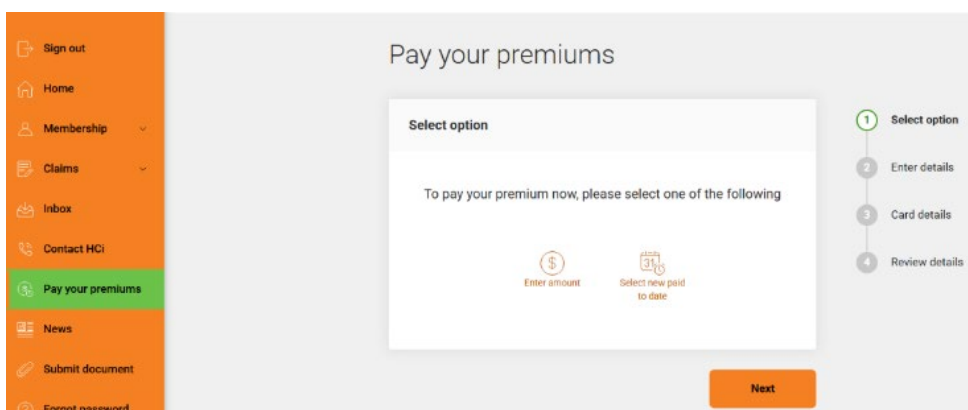 Sign out
Home
Membership
Claims
Inbox
Contact HCi
Pay your premiums
News
Submit document
Forgot password
Pay your premiums
Select option
To pay your premium now, please select one of the following
$
Enter amount
31
Select new paid
to date
Next
1 Select option
2 Enter details
3 Card details
4 Review details